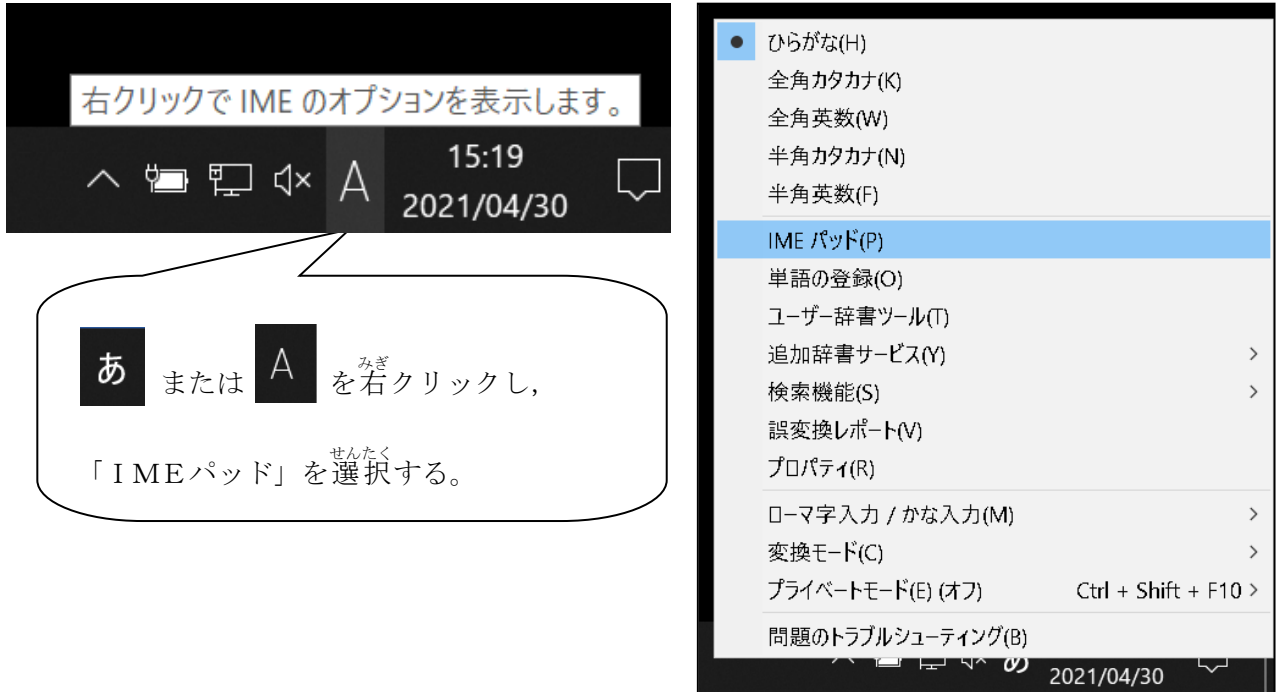 右クリックで IME のオプションを表示します。
A
15:19
2021/04/30
あ または A を右クリックし，
みぎ
「ＩＭＥパッド」を選択する。
せんたく
ひらがな(H)
全角カタカナ(K)
全角英数(W)
半角カタカナ(N)
半角英数(F)
IME パッド(P)
単語の登録(O)
ユーザー辞書ツール(T)
追加辞書サービス(Y)
検索機能(S)
誤変換レポート(V)
プロパティ(R)
ローマ字入力 / かな入力(M)
変換モード(C)
プライベートモード(E) (オフ) Ctrl + Shift + F10
問題のトラブルシューティング(B)
あ
2021/04/30